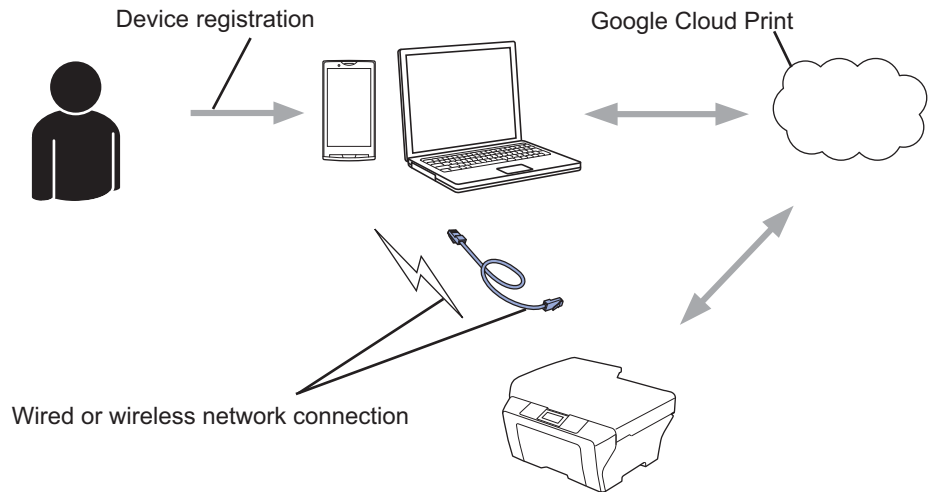 Device registration
Google Cloud Print
Wired or wireless network connection